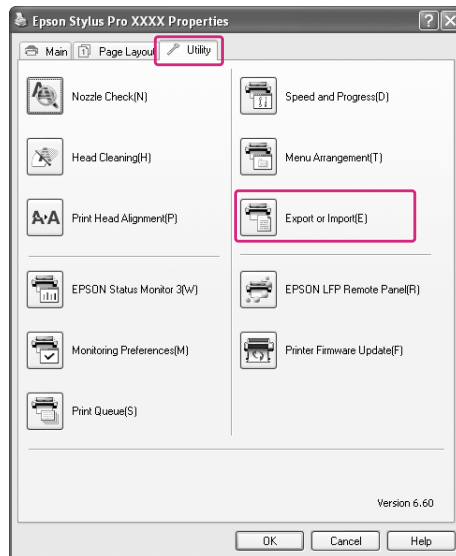 Epson Stylus Pro XXXX Properties
Main
Page Layout
Utility
Nozzle Check(N)
Speed and Progress(D)
Head Cleaning(H)
Menu Arrangement(T)
Print Head Alignment(P)
Export or Import(E)
EPSON Status Monitor 3(W)
EPSON LFP Remote Panel(R)
Monitoring Preferences(M)
Printer Firmware Update(F)
Print Queue(S)
Version 6.60
OK
Cancel
Help